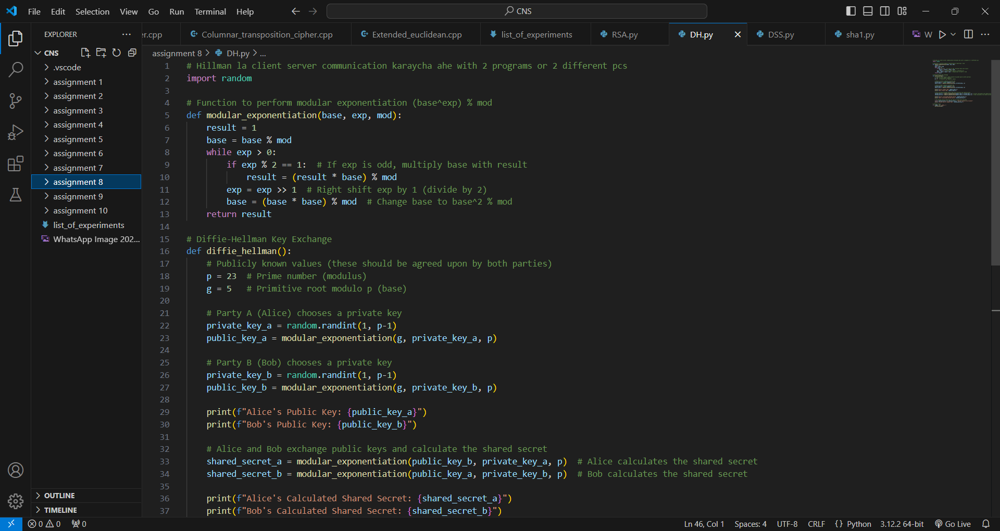 File Edit Selection View Go Run Terminal Help
CNS
EXPLORER
er.cpp
Columnar_transposition_cipher.cpp
Extended_euclidean.cpp
list_of_experiments
RSA.py
DH.py
DSS.py
sha1.py
W
CNS
.vscode
assignment 1
assignment 2
assignment 3
assignment 4
assignment 5
assignment 6
assignment 7
assignment 8
assignment 9
assignment 10
list_of_experiments
WhatsApp Image 202...
OUTLINE
TIMELINE
assignment 8 > DH.py > ...
1 # Hillman la client server communication karaycha ahe with 2 programs or 2 different pcs
2 import random
3
4 # Function to perform modular exponentiation (base^exp) % mod
5 def modular_exponentiation(base, exp, mod):
6     result = 1
7     base = base % mod
8     while exp > 0:
9         if exp % 2 == 1:  # If exp is odd, multiply base with result
10             result = (result * base) % mod
11         exp = exp >> 1  # Right shift exp by 1 (divide by 2)
12         base = (base * base) % mod  # Change base to base^2 % mod
13     return result
14
15 # Diffie-Hellman Key Exchange
16 def diffie_hellman():
17     # Publicly known values (these should be agreed upon by both parties)
18     p = 23  # Prime number (modulus)
19     g = 5   # Primitive root modulo p (base)
20
21     # Party A (Alice) chooses a private key
22     private_key_a = random.randint(1, p-1)
23     public_key_a = modular_exponentiation(g, private_key_a, p)
24
25     # Party B (Bob) chooses a private key
26     private_key_b = random.randint(1, p-1)
27     public_key_b = modular_exponentiation(g, private_key_b, p)
28
29     print(f"Alice's Public Key: {public_key_a}")
30     print(f"Bob's Public Key: {public_key_b}")
31
32     # Alice and Bob exchange public keys and calculate the shared secret
33     shared_secret_a = modular_exponentiation(public_key_b, private_key_a, p)  # Alice calculates the shared secret
34     shared_secret_b = modular_exponentiation(public_key_a, private_key_b, p)  # Bob calculates the shared secret
35
36     print(f"Alice's Calculated Shared Secret: {shared_secret_a}")
37     print(f"Bob's Calculated Shared Secret: {shared_secret_b}")
0 0 0
Ln 46, Col 1 Spaces: 4 UTF-8 CRLF {} Python 3.12.2 64-bit Go Live